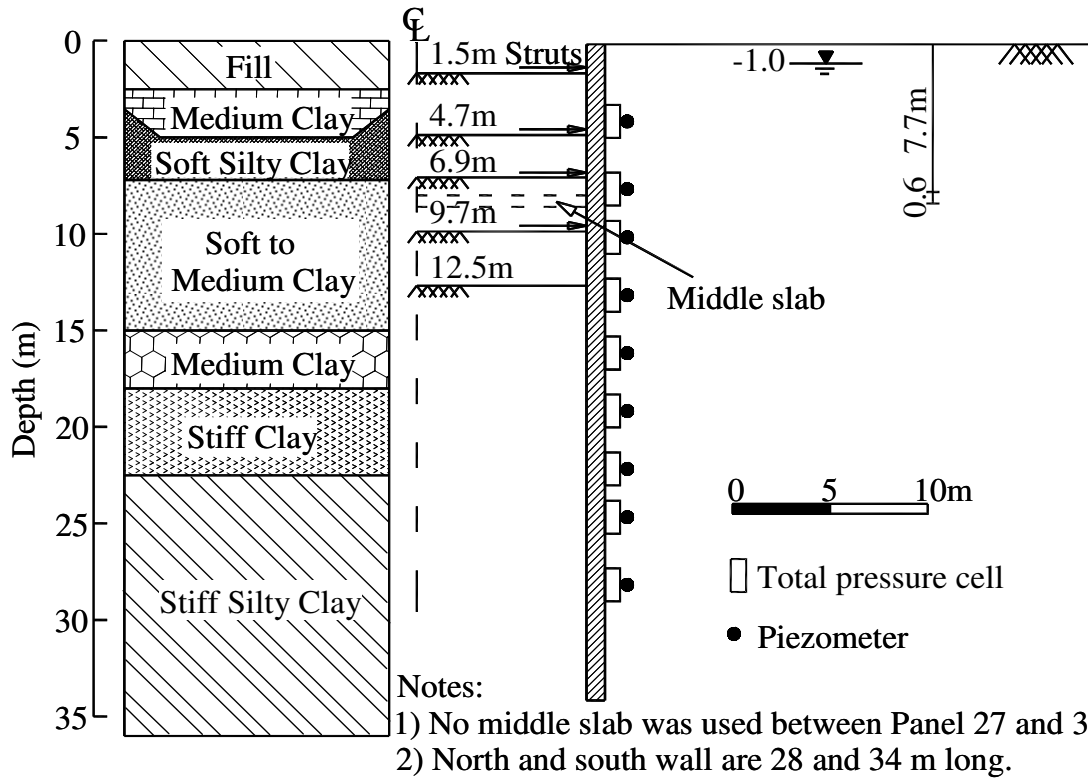 ℄
0
5
10
15
20
25
30
35
Depth (m)
Fill
Medium Clay
Soft Silty Clay
Soft to
Medium Clay
Medium Clay
Stiff Clay
Stiff Silty Clay
1.5m Struts
4.7m
6.9m
9.7m
12.5m
-1.0
7.7m
0.6
Middle slab
0 5 10m
Total pressure cell
Piezometer
Notes:
1) No middle slab was used between Panel 27 and 3
2) North and south wall are 28 and 34 m long.